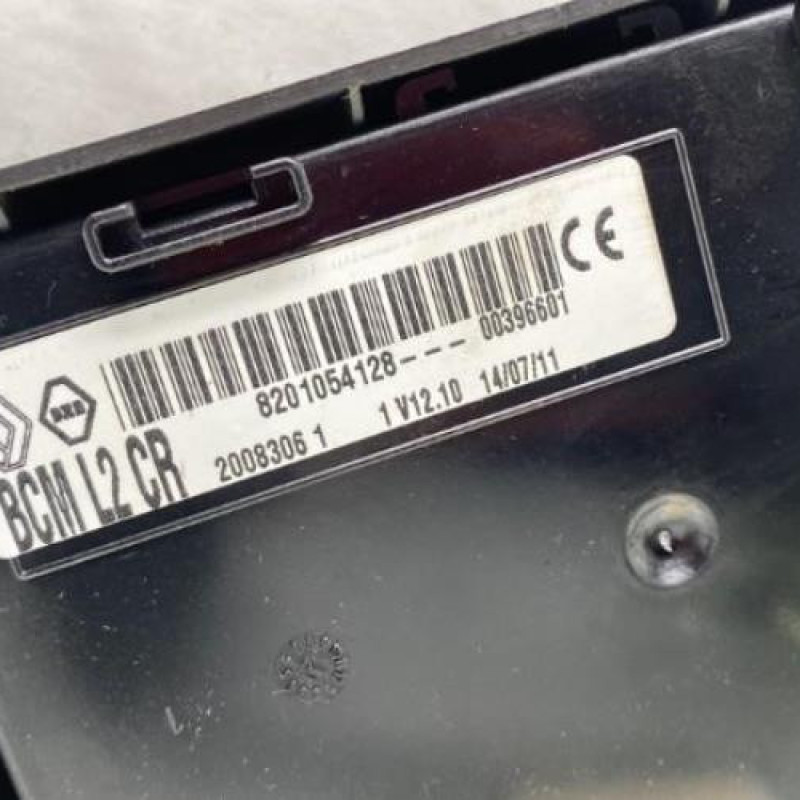 CE
8201054128--- 00396601
BCM L2 CR 2008306 1 1 V12.10 14/07/11